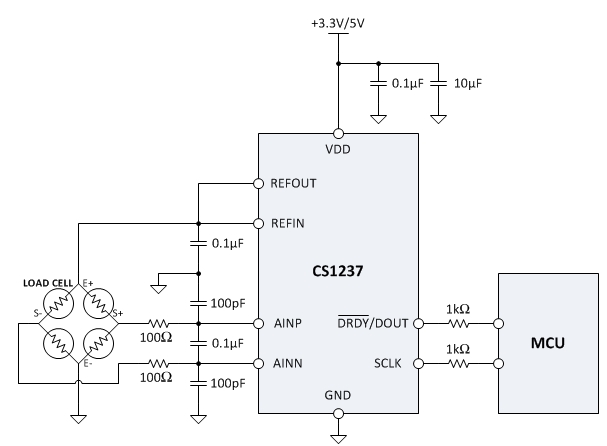 +3.3V/5V
0.1µF
10µF
VDD
REFOUT
REFIN
0.1µF
CS1237
LOAD CELL
E+
S-
S+
E-
100pF
100Ω
AINP
0.1µF
100Ω
AINN
100pF
DRDY/DOUT
1kΩ
SCLK
1kΩ
MCU
GND